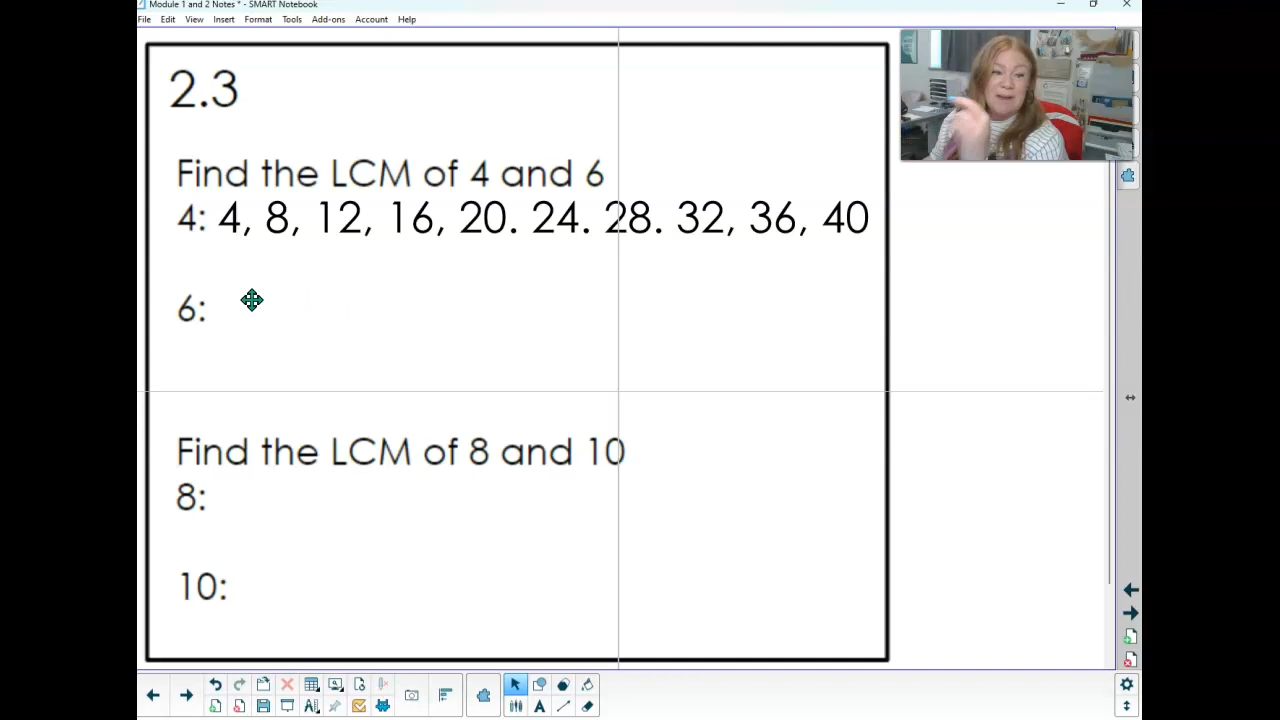 Module 1 and 2 Notes * - SMART Notebook
File Edit View Insert Format Tools Add-ons Account Help
2.3
Find the LCM of 4 and 6
4: 4, 8, 12, 16, 20. 24. 28. 32, 36, 40
6:
Find the LCM of 8 and 10
8:
10: